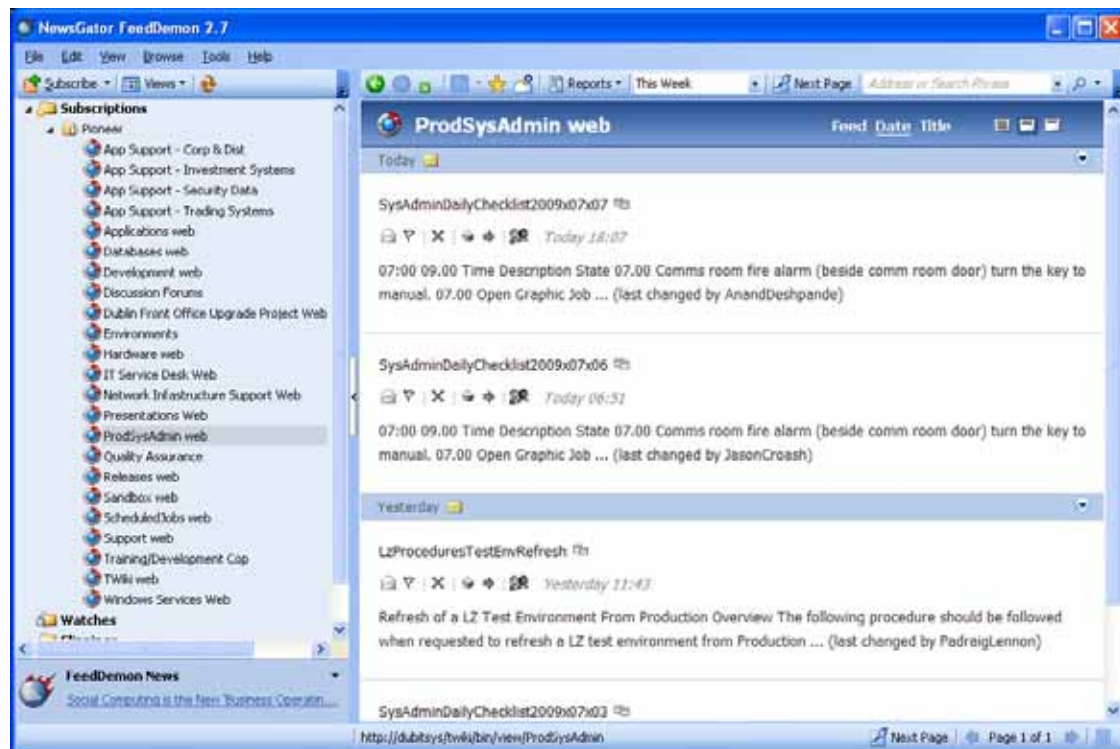 NewsGator FeedDemon 2.7
File Edit View Browse Tools Help
Subscribe Views Reports This Week Next Page Address or Search Phrase
Subscriptions
Pioneer
App Support - Corp & Dist
App Support - Investment Systems
App Support - Security Data
App Support - Trading Systems
Applications web
Databases web
Development web
Discussion Forums
Dublin Front Office Upgrade Project Web
Environments
Hardware web
IT Service Desk Web
Network Infastructure Support Web
Presentations Web
ProdSysAdmin web
Quality Assurance
Releases web
Sandbox web
ScheduledJobs web
Support web
Training/Development Cop
TWiki web
Windows Services Web
Watches
FeedDemon News
Social Computing is the New 'Business Operatin...
ProdSysAdmin web Feed Date Title
Today
SysAdminDailyChecklist2009x07x07
Today 18:07
07:00 09.00 Time Description State 07.00 Comms room fire alarm (beside comm room door) turn the key to
manual. 07.00 Open Graphic Job ... (last changed by AnandDeshpande)
SysAdminDailyChecklist2009x07x06
Today 06:51
07:00 09.00 Time Description State 07.00 Comms room fire alarm (beside comm room door) turn the key to
manual. 07.00 Open Graphic Job ... (last changed by JasonCroash)
Yesterday
LzProceduresTestEnvRefresh
Yesterday 11:43
Refresh of a LZ Test Environment From Production Overview The following procedure should be followed
when requested to refresh a LZ test environment from Production ... (last changed by PadraigLennon)
SysAdminDailyChecklist2009x07x03
http://dubitsys/twiki/bin/view/ProdSysAdmin Next Page Page 1 of 1